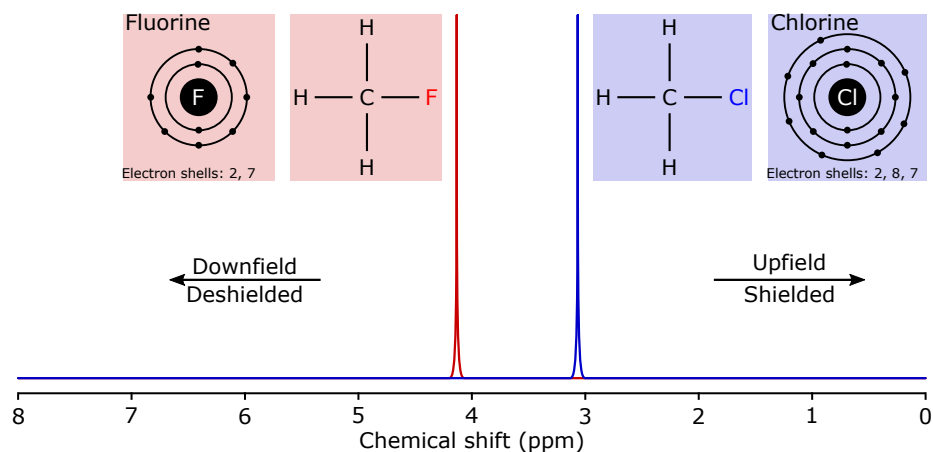 Fluorine
F
Electron shells: 2, 7
H
H C F
H
H
H C Cl
H
Chlorine
Cl
Electron shells: 2, 8, 7
Downfield
Deshielded
Upfield
Shielded
8 7 6 5 4 3 2 1 0
Chemical shift (ppm)